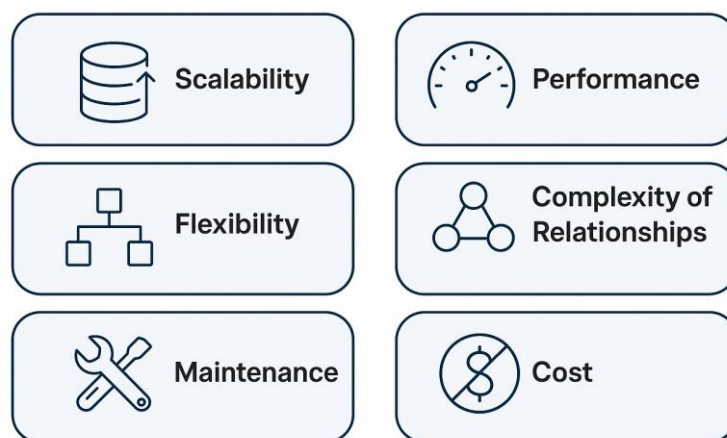 Scalability
Performance
Flexibility
Complexity of
Relationships
Maintenance
$
Cost